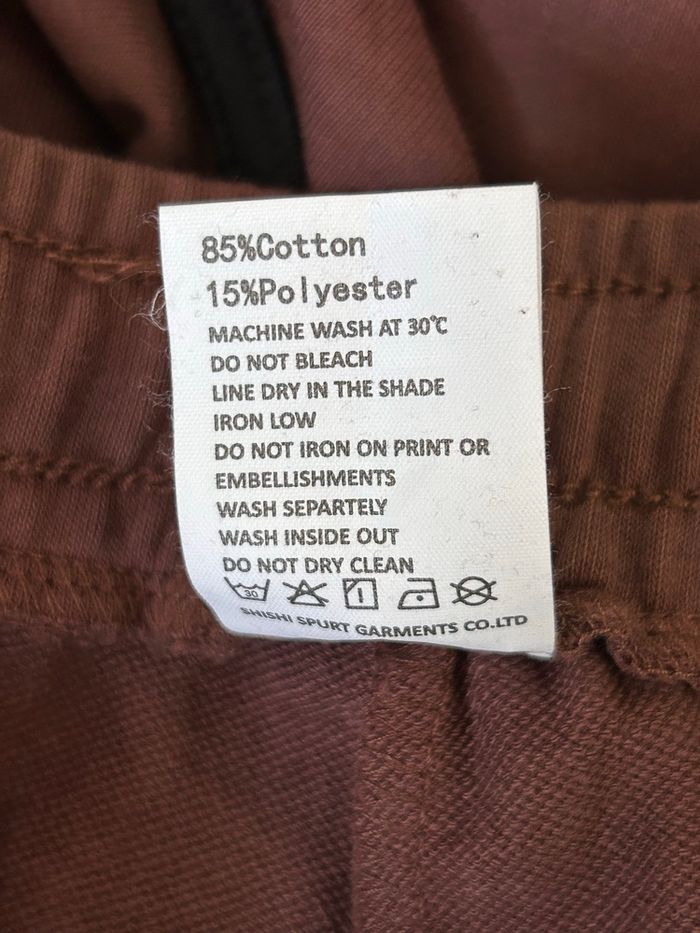 85%Cotton
15%Polyester
MACHINE WASH AT 30℃
DO NOT BLEACH
LINE DRY IN THE SHADE
IRON LOW
DO NOT IRON ON PRINT OR
EMBELLISHMENTS
WASH SEPARTELY
WASH INSIDE OUT
DO NOT DRY CLEAN
30
SHISHI SPURT GARMENTS CO.LTD